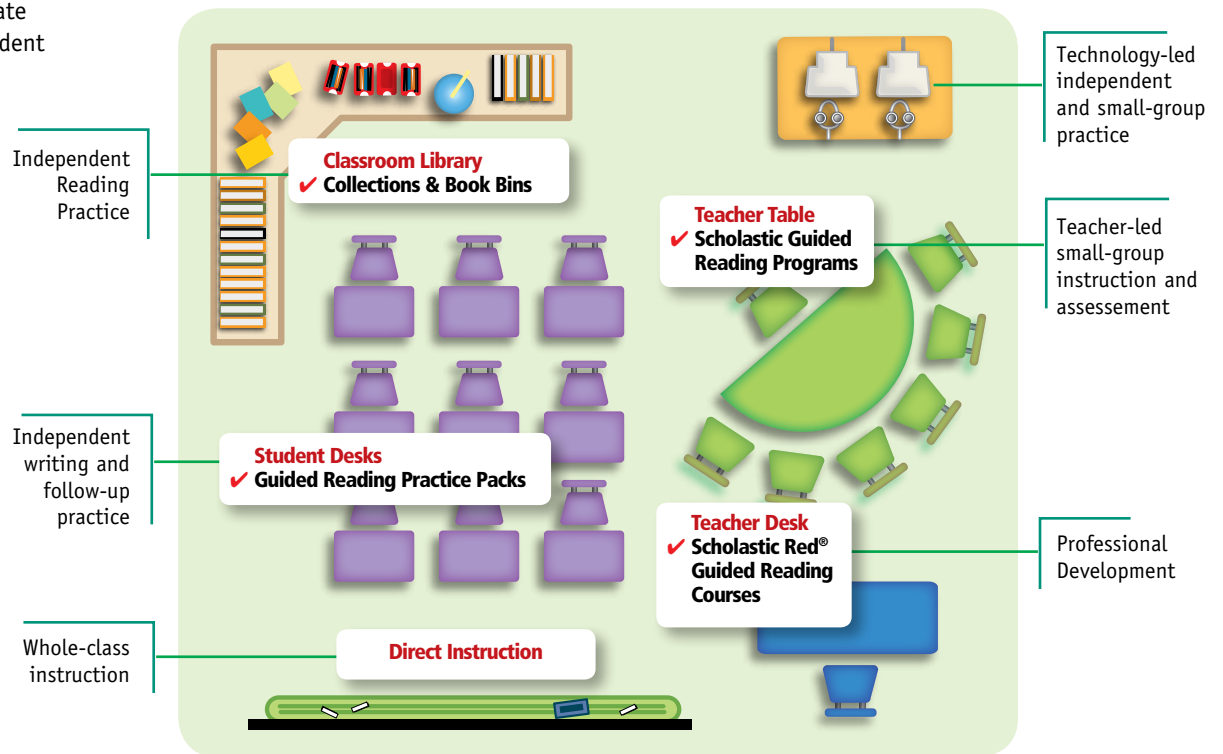 ate
dent
Independent
Reading
Practice
Classroom Library
✔ Collections & Book Bins
Technology-led
independent
and small-group
practice
Teacher Table
✔ Scholastic Guided
Reading Programs
Teacher-led
small-group
instruction and
assessement
Independent
writing and
follow-up
practice
Student Desks
✔ Guided Reading Practice Packs
Teacher Desk
✔ Scholastic Red®
Guided Reading
Courses
Professional
Development
Whole-class
instruction
Direct Instruction